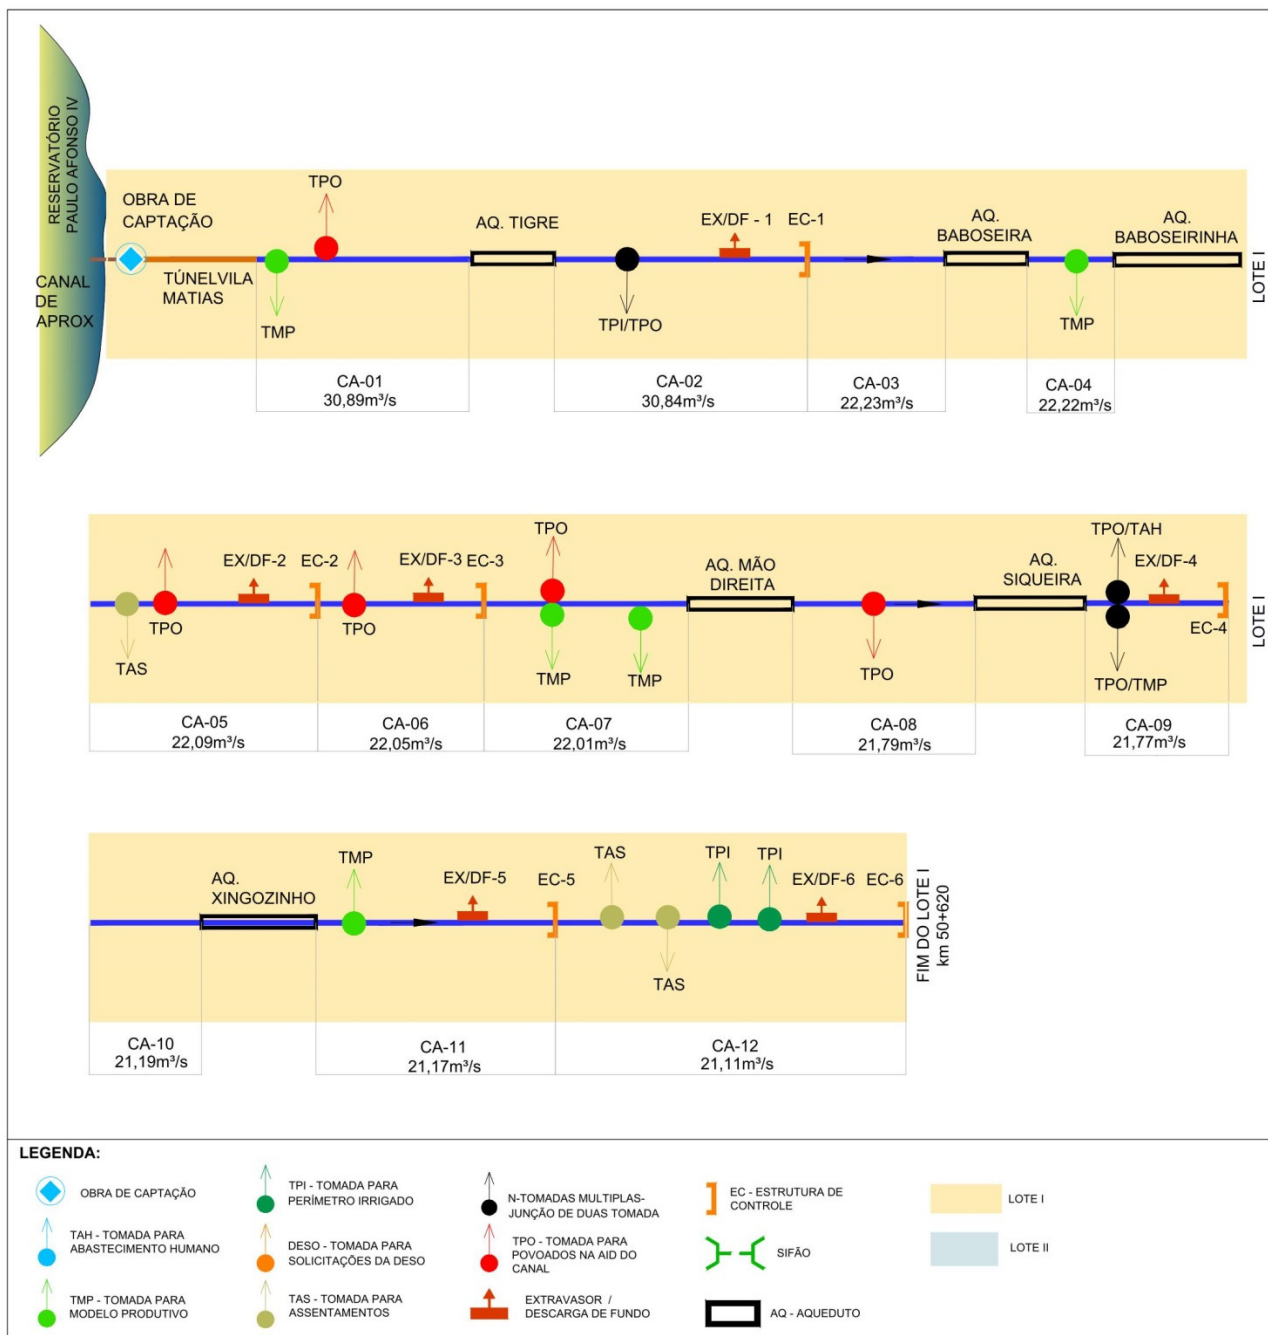 RESERVATÓRIO
PAULO AFONSO IV
CANAL
DE
APROX
OBRA DE
CAPTAÇÃO
TÚNELVILA
MATIAS
TMP
TPO
AQ. TIGRE
TPI/TPO
EX/DF - 1
EC-1
AQ.
BABOSEIRA
TMP
AQ.
BABOSEIRINHA
LOTE I
CA-01
30,89m³/s
CA-02
30,84m³/s
CA-03
22,23m³/s
CA-04
22,22m³/s
TAS
TPO
EX/DF-2
EC-2
TPO
EX/DF-3
EC-3
TPO
TMP
TMP
AQ. MÃO
DIREITA
TPO
AQ.
SIQUEIRA
TPO/TAH
TPO/TMP
EX/DF-4
EC-4
LOTE I
CA-05
22,09m³/s
CA-06
22,05m³/s
CA-07
22,01m³/s
CA-08
21,79m³/s
CA-09
21,77m³/s
AQ.
XINGOZINHO
TMP
EX/DF-5
EC-5
TAS
TAS
TPI
TPI
EX/DF-6
EC-6
FIM DO LOTE I
km 50+620
CA-10
21,19m³/s
CA-11
21,17m³/s
CA-12
21,11m³/s
LEGENDA:
OBRA DE CAPTAÇÃO
TAH - TOMADA PARA
ABASTECIMENTO HUMANO
TMP - TOMADA PARA
MODELO PRODUTIVO
TPI - TOMADA PARA
PERÍMETRO IRRIGADO
DESO - TOMADA PARA
SOLICITAÇÕES DA DESO
TAS - TOMADA PARA
ASSENTAMENTOS
N-TOMADAS MULTIPLAS-
JUNÇÃO DE DUAS TOMADA
TPO - TOMADA PARA
POVOADOS NA AID DO
CANAL
EXTRAVASOR /
DESCARGA DE FUNDO
EC - ESTRUTURA DE
CONTROLE
SIFÃO
AQ - AQUEDUTO
LOTE I
LOTE II